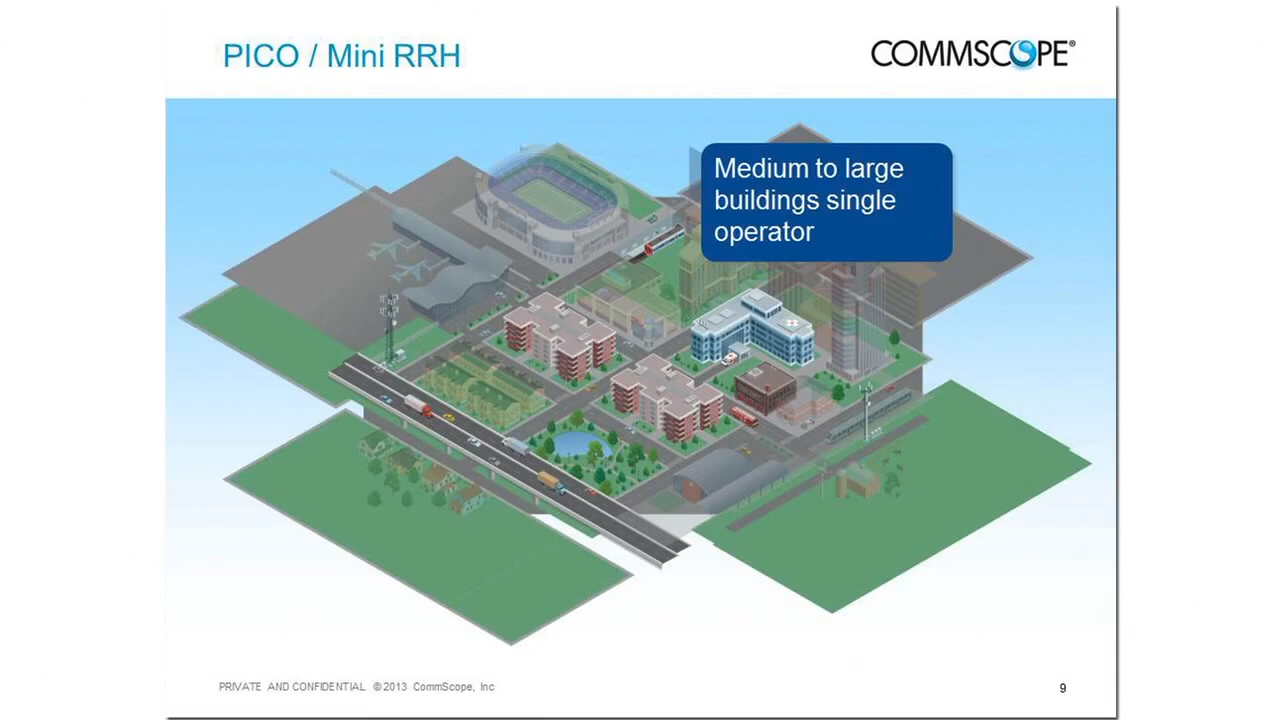 PICO / Mini RRH
COMMSCOPE®
Medium to large
buildings single
operator
PRIVATE AND CONFIDENTIAL © 2013 CommScope, Inc
9